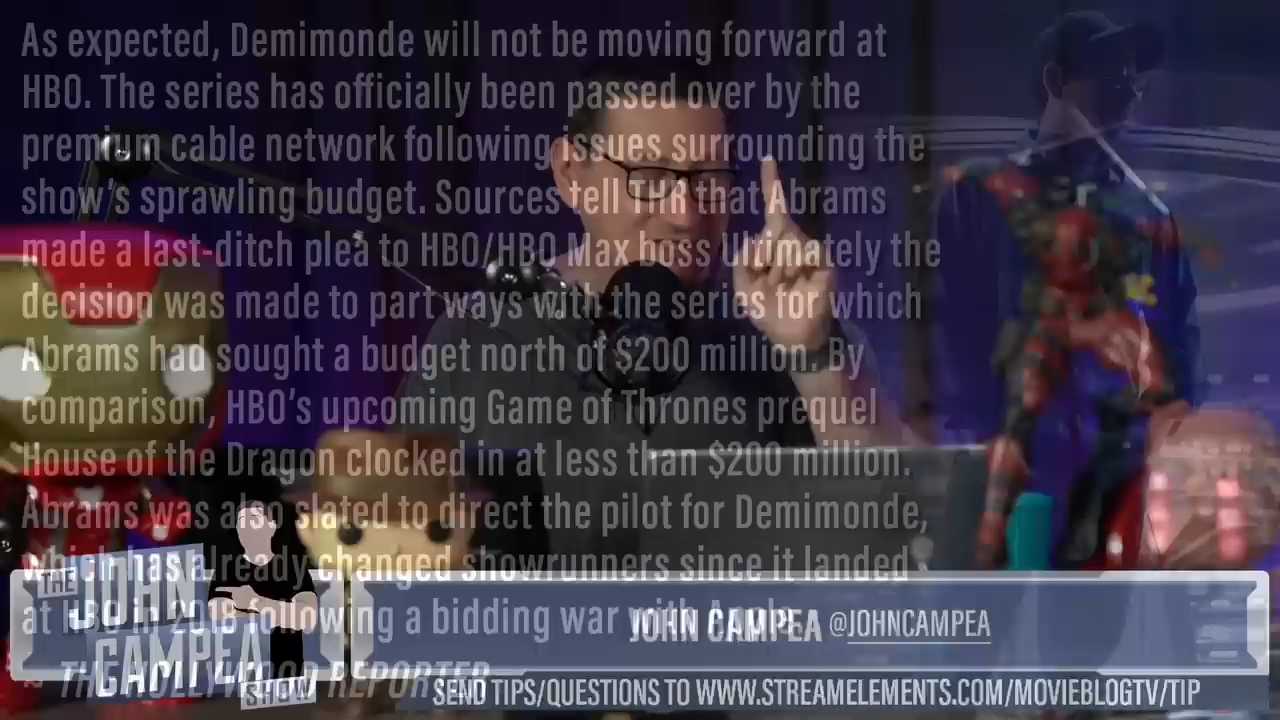 As expected, Demimonde will not be moving forward at
HBO. The series has officially been passed over by the
premium cable network following issues surrounding the
show's sprawling budget. Sources tell THR that Abrams
made a last-ditch plea to HBO/HBO Max boss ultimately the
decision was made to part ways with the series for which
Abrams had sought a budget north of $200 million. By
comparison, HBO's upcoming Game of Thrones prequel
House of the Dragon clocked in at less than $200 million.
Abrams was also slated to direct the pilot for Demimonde,
which has already changed showrunners since it landed
at HBO in 2018 following a bidding war with Apple.
~ THE HOLLYWOOD REPORTER
THE
JOHN
CAMPEA
SHOW
JOHN CAMPEA @JOHNCAMPEA
SEND TIPS/QUESTIONS TO WWW.STREAMELEMENTS.COM/MOVIEBLOGTV/TIP